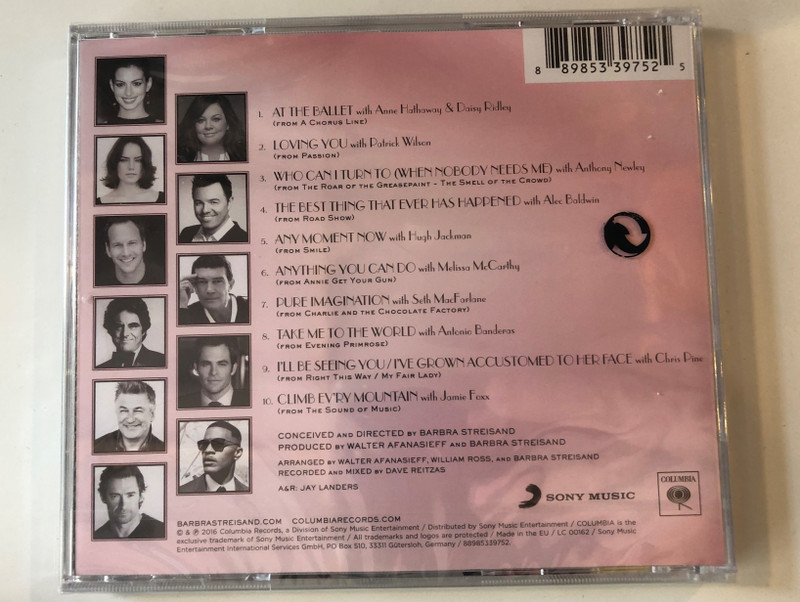 8 89853 39752 5
1. AT THE BALLET with Anne Hathaway & Daisy Ridley
(FROM A CHORUS LINE)
2. LOVING YOU with Patrick Wilson
(FROM PASSION)
3. WHO CAN I TURN TO (WHEN NOBODY NEEDS ME) with Anthony Newley
(FROM THE ROAR OF THE GREASEPAINT – THE SMELL OF THE CROWD)
4. THE BEST THING THAT EVER HAS HAPPENED with Alec Baldwin
(FROM ROAD SHOW)
5. ANY MOMENT NOW with Hugh Jackman
(FROM SMILE)
6. ANYTHING YOU CAN DO with Melissa McCarthy
(FROM ANNIE GET YOUR GUN)
7. PURE IMAGINATION with Seth MacFarlane
(FROM CHARLIE AND THE CHOCOLATE FACTORY)
8. TAKE ME TO THE WORLD with Antonio Banderas
(FROM EVENING PRIMROSE)
9. I'LL BE SEEING YOU / I'VE GROWN ACCUSTOMED TO HER FACE with Chris Pine
(FROM RIGHT THIS WAY / MY FAIR LADY)
10. CLIMB EV'RY MOUNTAIN with Jamie Foxx
(FROM THE SOUND OF MUSIC)
CONCEIVED AND DIRECTED BY BARBRA STREISAND
PRODUCED BY WALTER AFANASIEFF AND BARBRA STREISAND
ARRANGED BY WALTER AFANASIEFF, WILLIAM ROSS, AND BARBRA STREISAND
RECORDED AND MIXED BY DAVE REITZAS
A&R: JAY LANDERS
SONY MUSIC
COLUMBIA
BARBRASTREISAND.COM COLUMBIARECORDS.COM
© & ℗ 2016 Columbia Records, a Division of Sony Music Entertainment / Distributed by Sony Music Entertainment / COLUMBIA is the
exclusive trademark of Sony Music Entertainment / All trademarks and logos are protected / Made in the EU / LC 00162 / Sony Music
Entertainment International Services GmbH, PO Box 510, 33311 Gütersloh, Germany / 88985339752.